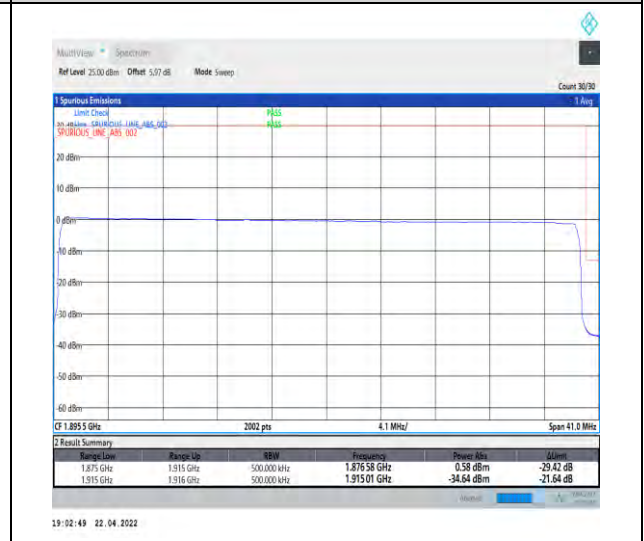 MultiView Spectrum
Ref Level 25.00 dBm Offset 5.97 dB Mode Sweep
Count 30/30
1 Spurious Emissions 1 Avg
Limit Check PASS
SPURIOUS_LINE_ABS_002 PASS
SPURIOUS_LINE_ABS_002
20 dBm
10 dBm
0 dBm
-10 dBm
-20 dBm
-30 dBm
-40 dBm
-50 dBm
-60 dBm
CF 1.895 5 GHz 2002 pts 4.1 MHz/ Span 41.0 MHz
2 Result Summary
Range Low Range Up RBW Frequency Power Abs ΔLimit
1.875 GHz 1.915 GHz 500.000 kHz 1.876 58 GHz 0.58 dBm -29.42 dB
1.915 GHz 1.916 GHz 500.000 kHz 1.915 01 GHz -34.64 dBm -21.64 dB
19:02:49 22.04.2022